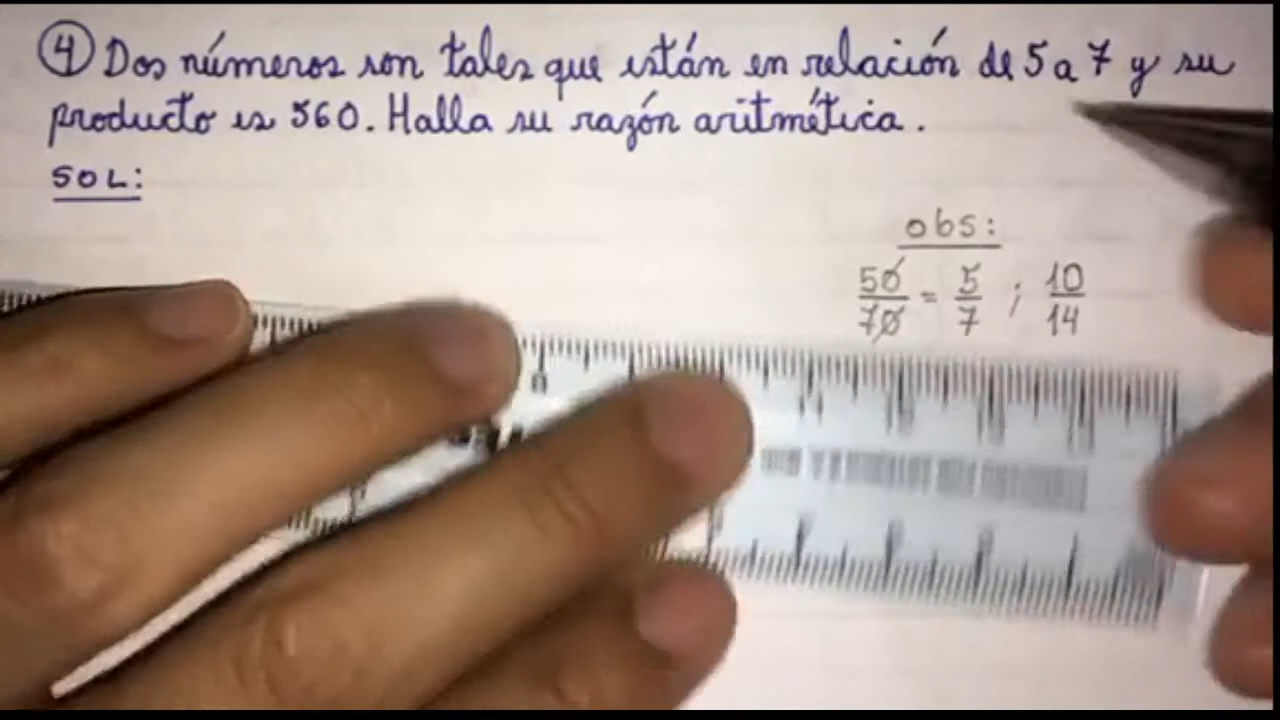 4 Dos números son tales que están en relación de 5 a 7 y su
producto es 560. Halla su razón aritmética.
SOL:
obs:
50/70 = 5/7 ; 10/14